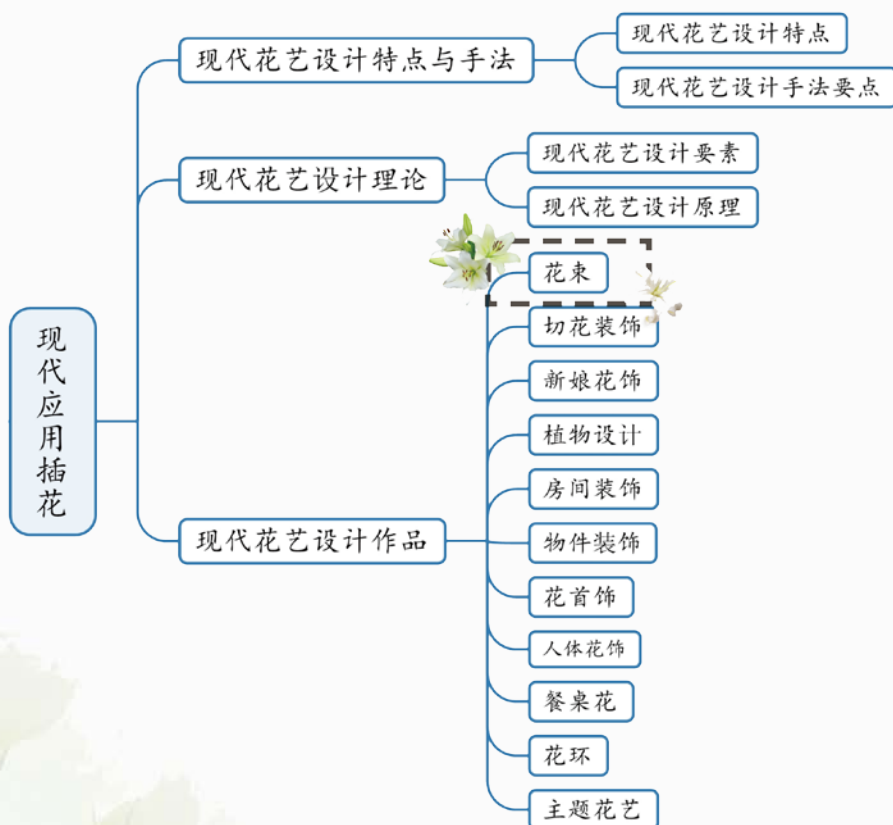 现代应用插花
现代花艺设计特点与手法
现代花艺设计特点
现代花艺设计手法要点
现代花艺设计理论
现代花艺设计要素
现代花艺设计原理
现代花艺设计作品
花束
切花装饰
新娘花饰
植物设计
房间装饰
物件装饰
花首饰
人体花饰
餐桌花
花环
主题花艺